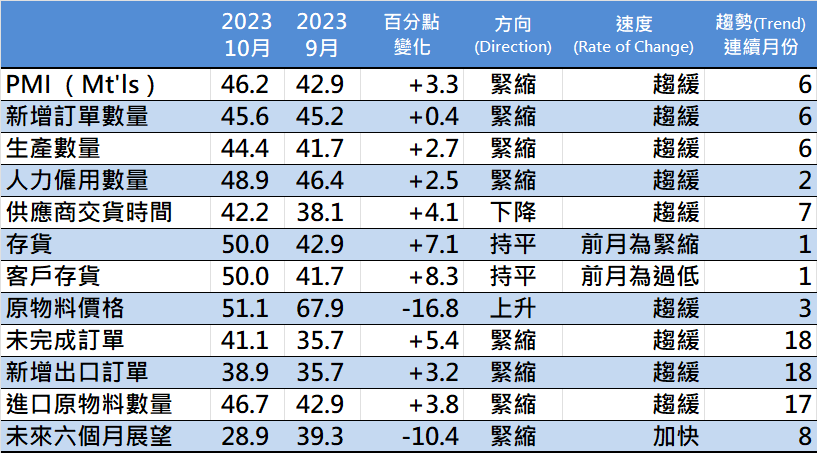 2023 10月 2023 9月 百分點 變化 方向 (Direction) 速度 (Rate of Change) 趨勢(Trend) 連續月份
PMI （Mt'ls） 46.2 42.9 +3.3 緊縮 趨緩 6
新增訂單數量 45.6 45.2 +0.4 緊縮 趨緩 6
生產數量 44.4 41.7 +2.7 緊縮 趨緩 6
人力僱用數量 48.9 46.4 +2.5 緊縮 趨緩 2
供應商交貨時間 42.2 38.1 +4.1 下降 趨緩 7
存貨 50.0 42.9 +7.1 持平 前月為緊縮 1
客戶存貨 50.0 41.7 +8.3 持平 前月為過低 1
原物料價格 51.1 67.9 -16.8 上升 趨緩 3
未完成訂單 41.1 35.7 +5.4 緊縮 趨緩 18
新增出口訂單 38.9 35.7 +3.2 緊縮 趨緩 18
進口原物料數量 46.7 42.9 +3.8 緊縮 趨緩 17
未來六個月展望 28.9 39.3 -10.4 緊縮 加快 8